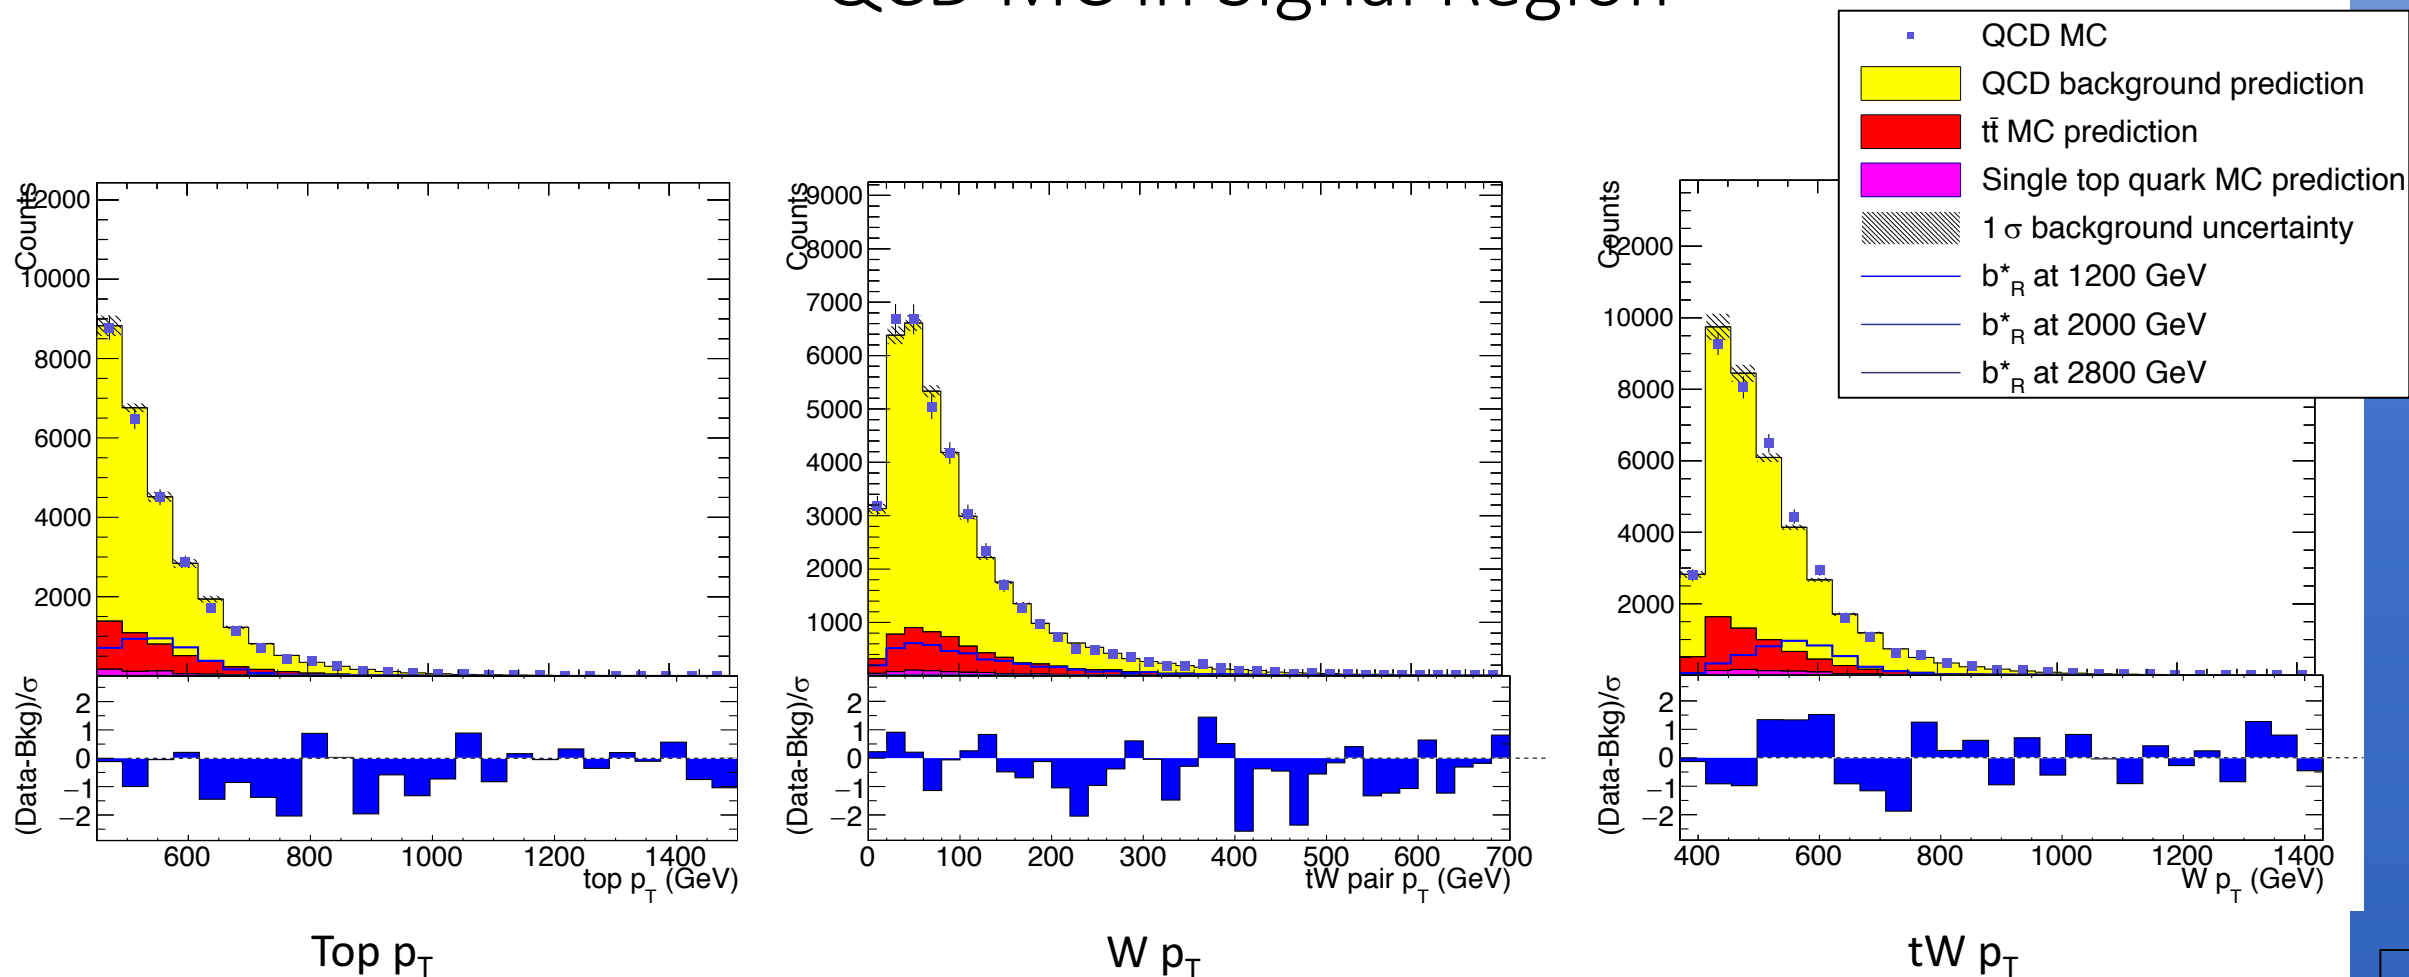 QCD MC in Signal Region
QCD MC
QCD background prediction
tt̄ MC prediction
Single top quark MC prediction
1 σ background uncertainty
b*R at 1200 GeV
b*R at 2000 GeV
b*R at 2800 GeV
Counts
12000
10000
8000
6000
4000
2000
(Data-Bkg)/σ
2
1
0
−1
−2
600 800 1000 1200 1400
top pT (GeV)
Top pT
Counts
9000
8000
7000
6000
5000
4000
3000
2000
1000
(Data-Bkg)/σ
2
1
0
−1
−2
0 100 200 300 400 500 600 700
tW pair pT (GeV)
W pT
Counts
12000
10000
8000
6000
4000
2000
(Data-Bkg)/σ
2
1
0
−1
−2
400 600 800 1000 1200 1400
W pT (GeV)
tW pT